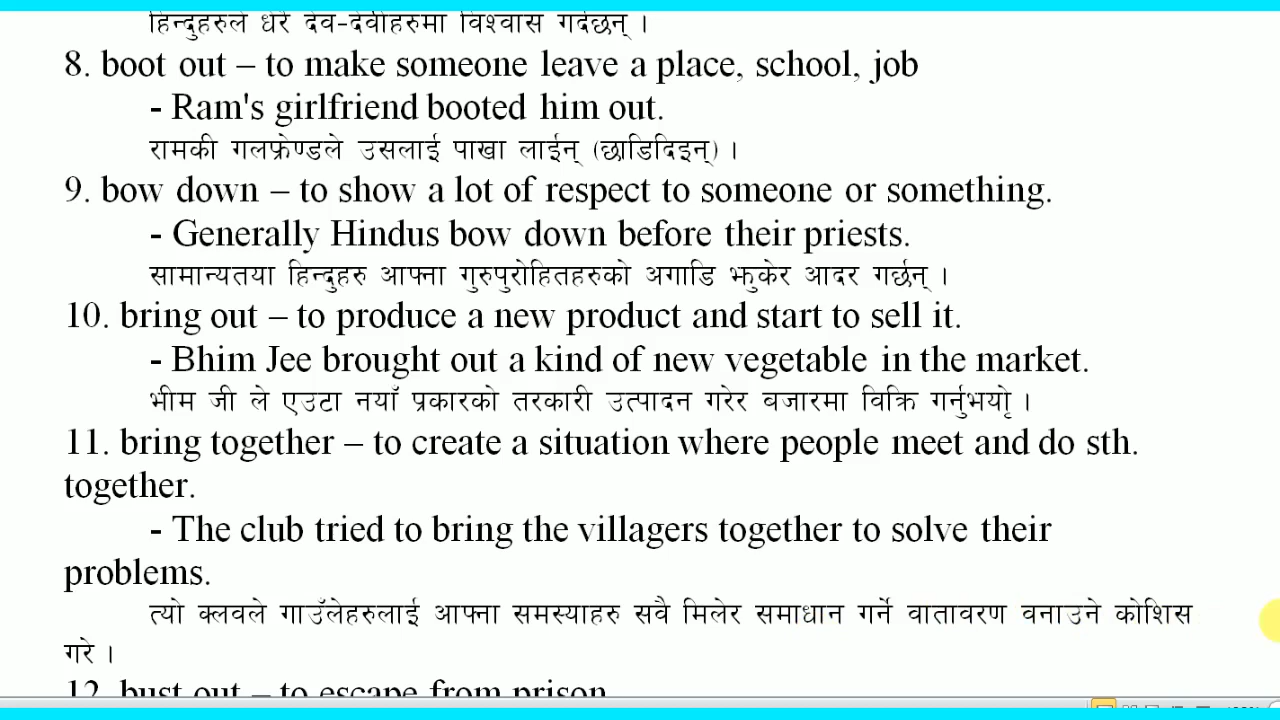 हिन्दुहरुले धेरै देव-देवीहरुमा विश्वास गर्दछन् ।
8. boot out – to make someone leave a place, school, job
- Ram's girlfriend booted him out.
रामकी गलफ्रेण्डले उसलाई पाखा लाईन् (छाडिदिइन्) ।
9. bow down – to show a lot of respect to someone or something.
- Generally Hindus bow down before their priests.
सामान्यतया हिन्दुहरु आफ्ना गुरुपुरोहितहरुको अगाडि झुकेर आदर गर्छन् ।
10. bring out – to produce a new product and start to sell it.
- Bhim Jee brought out a kind of new vegetable in the market.
भीम जी ले एउटा नयाँ प्रकारको तरकारी उत्पादन गरेर बजारमा विक्रि गर्नुभयो ।
11. bring together – to create a situation where people meet and do sth.
together.
- The club tried to bring the villagers together to solve their
problems.
त्यो क्लवले गाउँलेहरुलाई आफ्ना समस्याहरु सवै मिलेर समाधान गर्ने वातावरण वनाउने कोशिस
गरे ।
12. bust out – to escape from prison